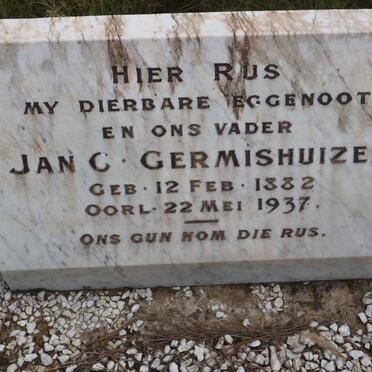 HIER RUS
MY DIERBARE EGGENOOT
EN ONS VADER
JAN C. GERMISHUIZE
GEB. 12 FEB. 1882
OORL. 22 MEI 1937.
ONS GUN HOM DIE RUS.